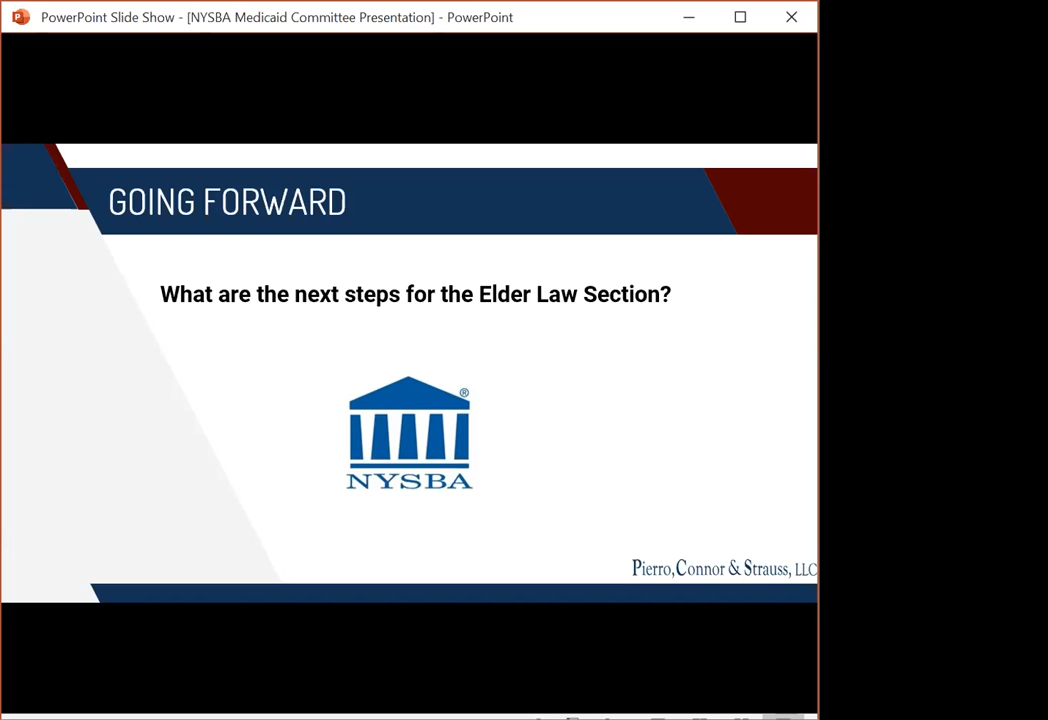 PowerPoint Slide Show - [NYSBA Medicaid Committee Presentation] - PowerPoint
GOING FORWARD
What are the next steps for the Elder Law Section?
®
NYSBA
Pierro, Connor & Strauss, LLC